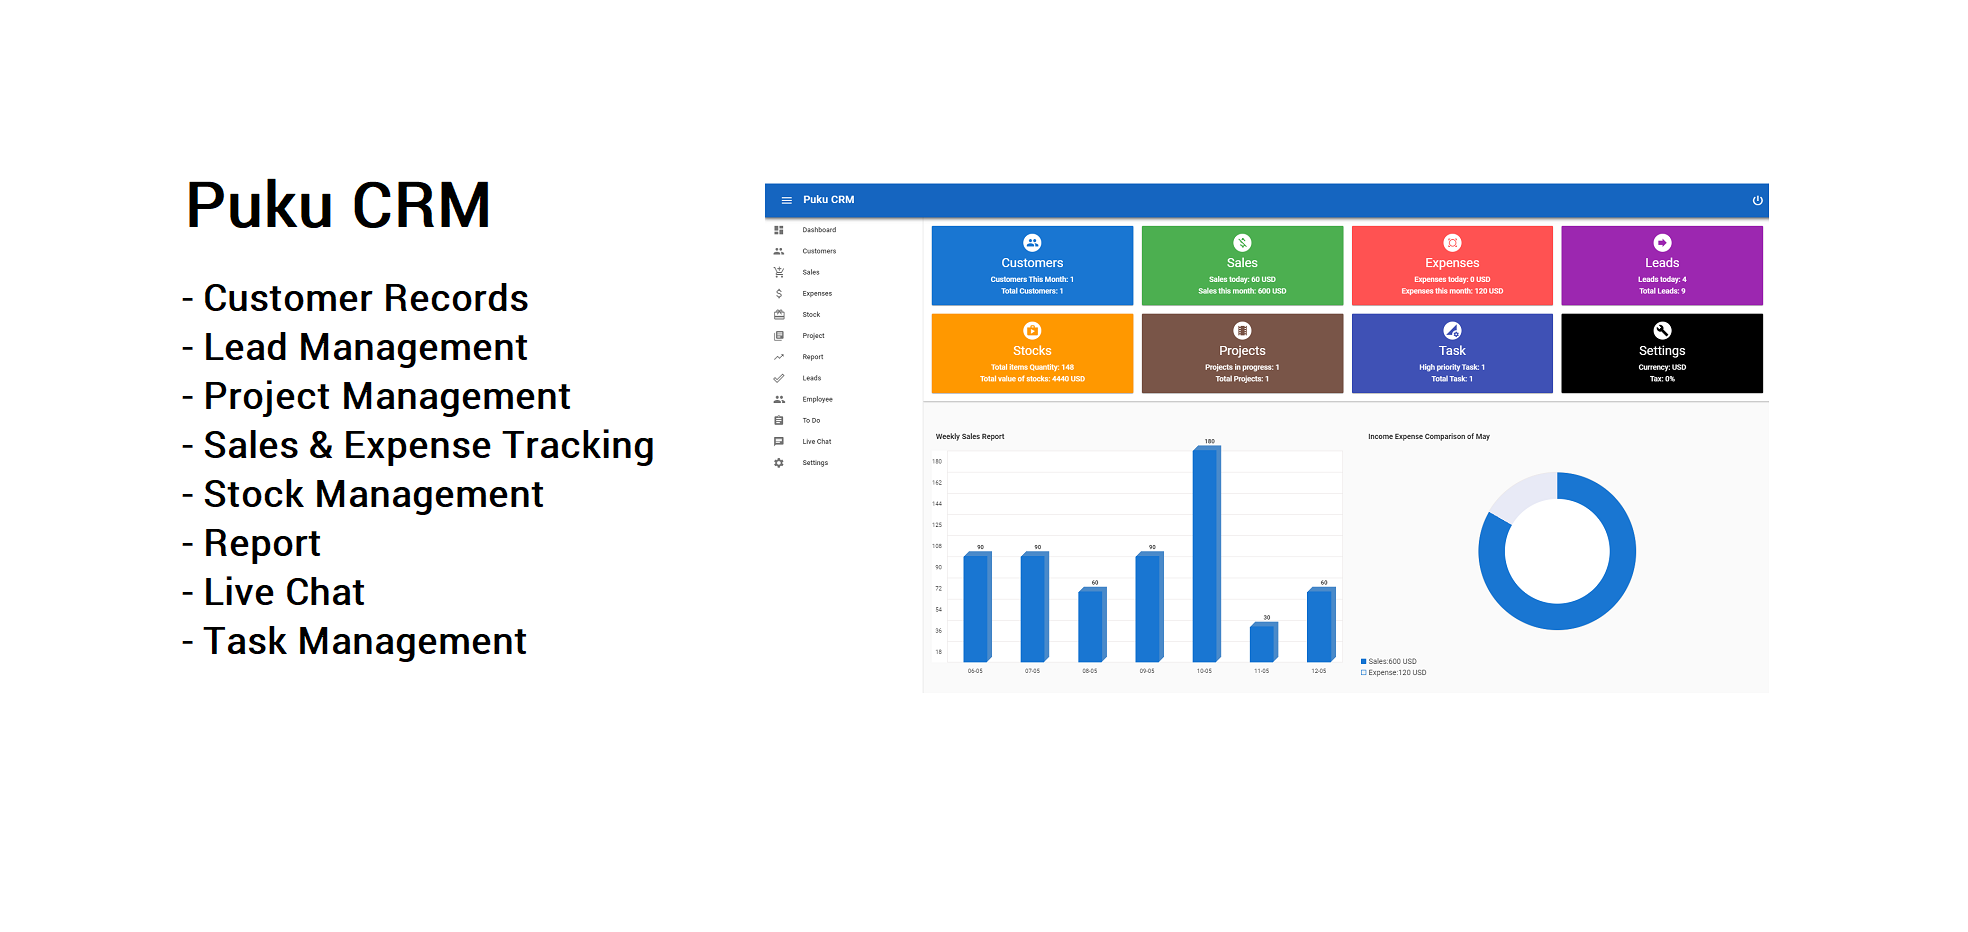 Puku CRM
- Customer Records
- Lead Management
- Project Management
- Sales & Expense Tracking
- Stock Management
- Report
- Live Chat
- Task Management
Puku CRM
Dashboard
Customers
Sales
Expenses
Stock
Project
Report
Leads
Employee
To Do
Live Chat
Settings
Customers
Customers This Month: 1
Total Customers: 1
Sales
Sales today: 60 USD
Sales this month: 600 USD
Expenses
Expenses today: 0 USD
Expenses this month: 120 USD
Leads
Leads today: 4
Total Leads: 9
Stocks
Total items Quantity: 148
Total value of stocks: 4440 USD
Projects
Projects in progress: 1
Total Projects: 1
Task
High priority Task: 1
Total Task: 1
Settings
Currency: USD
Tax: 0%
Weekly Sales Report
180
162
144
125
108
90
72
54
36
18
90
90
60
90
180
30
60
06-05
07-05
08-05
09-05
10-05
11-05
12-05
Income Expense Comparison of May
Sales:600 USD
Expense:120 USD